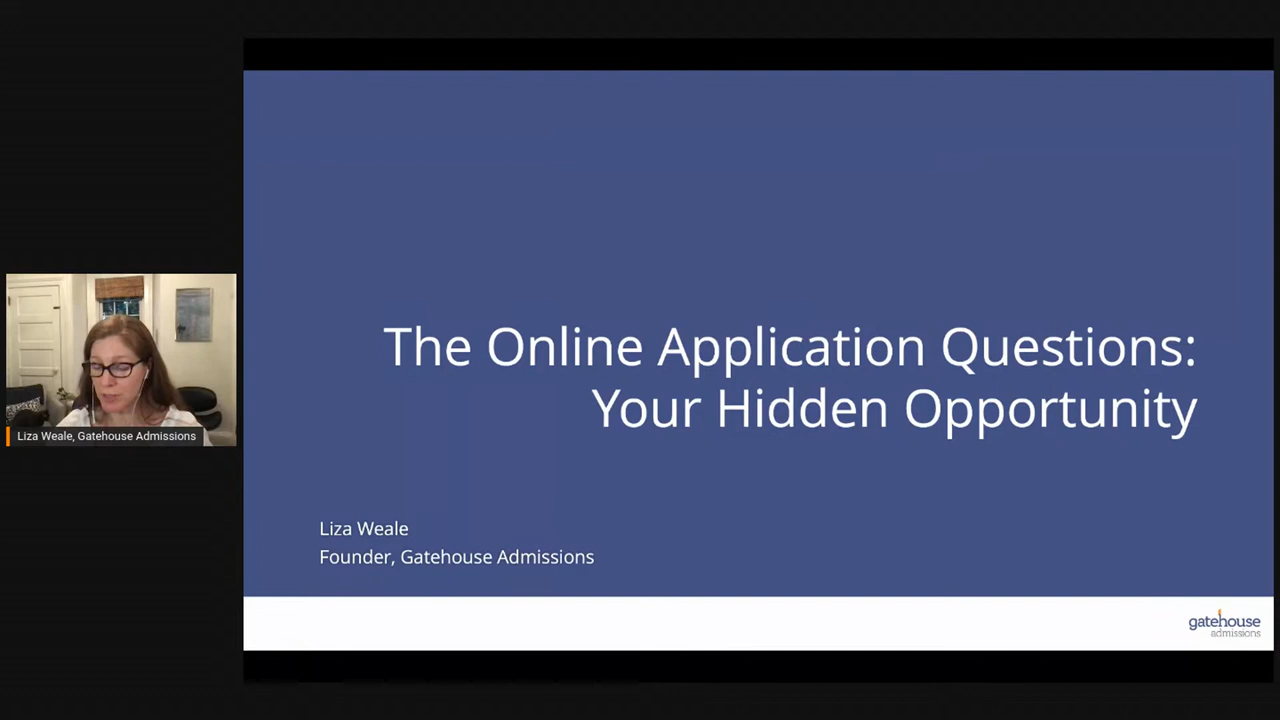 The Online Application Questions:
Your Hidden Opportunity
Liza Weale
Founder, Gatehouse Admissions
gatehouse
admissions
Liza Weale, Gatehouse Admissions